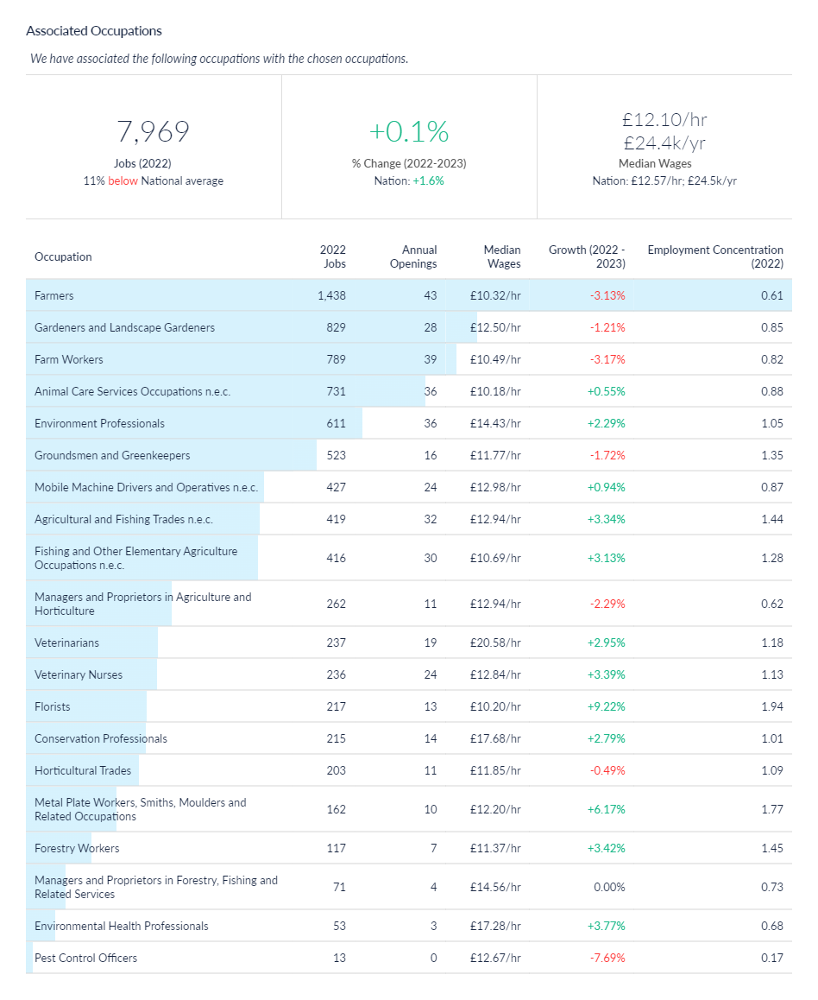 Associated Occupations
We have associated the following occupations with the chosen occupations.
7,969
Jobs (2022)
11% below National average
+0.1%
% Change (2022-2023)
Nation: +1.6%
£12.10/hr
£24.4k/yr
Median Wages
Nation: £12.57/hr; £24.5k/yr
Occupation 2022 Jobs Annual Openings Median Wages Growth (2022 - 2023) Employment Concentration (2022)
Farmers 1,438 43 £10.32/hr -3.13% 0.61
Gardeners and Landscape Gardeners 829 28 £12.50/hr -1.21% 0.85
Farm Workers 789 39 £10.49/hr -3.17% 0.82
Animal Care Services Occupations n.e.c. 731 36 £10.18/hr +0.55% 0.88
Environment Professionals 611 36 £14.43/hr +2.29% 1.05
Groundsmen and Greenkeepers 523 16 £11.77/hr -1.72% 1.35
Mobile Machine Drivers and Operatives n.e.c. 427 24 £12.98/hr +0.94% 0.87
Agricultural and Fishing Trades n.e.c. 419 32 £12.94/hr +3.34% 1.44
Fishing and Other Elementary Agriculture
Occupations n.e.c. 416 30 £10.69/hr +3.13% 1.28
Managers and Proprietors in Agriculture and
Horticulture 262 11 £12.94/hr -2.29% 0.62
Veterinarians 237 19 £20.58/hr +2.95% 1.18
Veterinary Nurses 236 24 £12.84/hr +3.39% 1.13
Florists 217 13 £10.20/hr +9.22% 1.94
Conservation Professionals 215 14 £17.68/hr +2.79% 1.01
Horticultural Trades 203 11 £11.85/hr -0.49% 1.09
Metal Plate Workers, Smiths, Moulders and
Related Occupations 162 10 £12.20/hr +6.17% 1.77
Forestry Workers 117 7 £11.37/hr +3.42% 1.45
Managers and Proprietors in Forestry, Fishing and
Related Services 71 4 £14.56/hr 0.00% 0.73
Environmental Health Professionals 53 3 £17.28/hr +3.77% 0.68
Pest Control Officers 13 0 £12.67/hr -7.69% 0.17